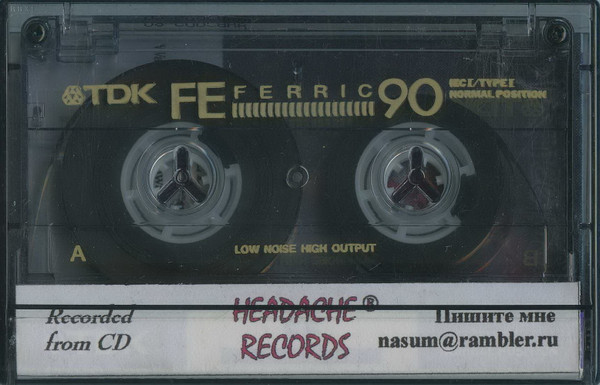 TDK FE FERRIC 90 IEC I/TYPE I
NORMAL POSITION
A
LOW NOISE HIGH OUTPUT
B
Recorded HEADACHE® Пишите мне
from CD RECORDS nasum@rambler.ru